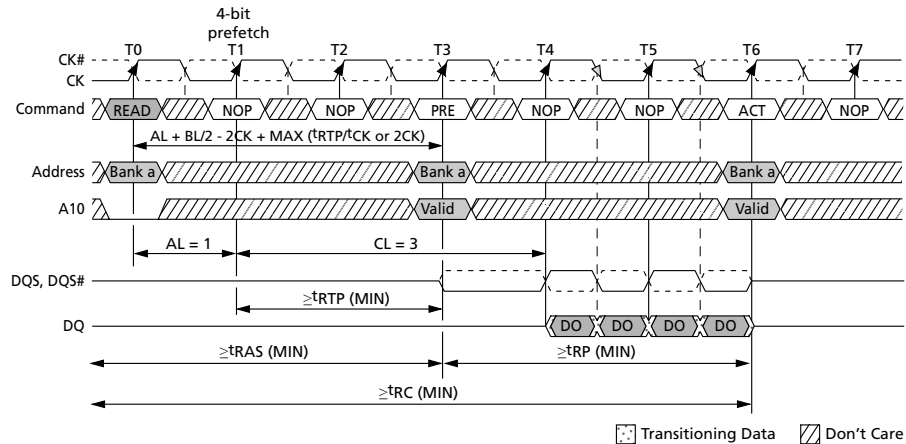 4-bit
prefetch
T0 T1 T2 T3 T4 T5 T6 T7
CK#
CK
Command READ NOP NOP PRE NOP NOP ACT NOP
AL + BL/2 - 2CK + MAX (tRTP/tCK or 2CK)
Address Bank a Bank a Bank a
A10 Valid Valid
AL = 1 CL = 3
DQS, DQS#
≥tRTP (MIN)
DQ DO DO DO DO
≥tRAS (MIN) ≥tRP (MIN)
≥tRC (MIN)
Transitioning Data Don't Care